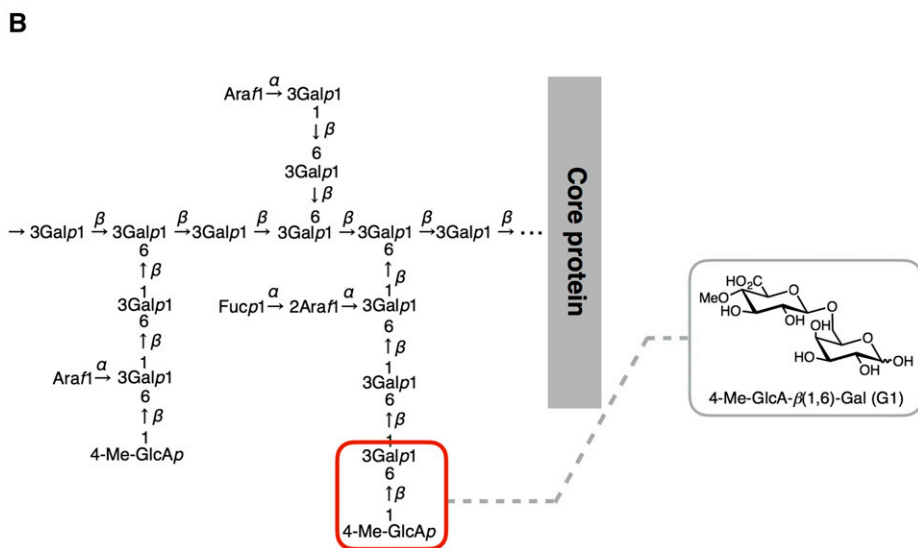 B
Araf1 α→ 3Galp1
1
↓β
6
3Galp1
↓β
6
→ 3Galp1 β→ 3Galp1 β→ 3Galp1 β→ 3Galp1 β→ 3Galp1 β→ 3Galp1 β→ ...
6
↑β
1
3Galp1
6
↑β
1
Araf1 α→ 3Galp1
6
↑β
1
4-Me-GlcAp
6
↑β
1
Fucp1 α→ 2Araf1 α→ 3Galp1
6
↑β
1
3Galp1
6
↑β
1
3Galp1
6
↑β
1
4-Me-GlcAp
Core protein
HO₂C
MeO
HO
O
OH
O
O
OH
O
HO
OH
OH
4-Me-GlcA-β(1,6)-Gal (G1)